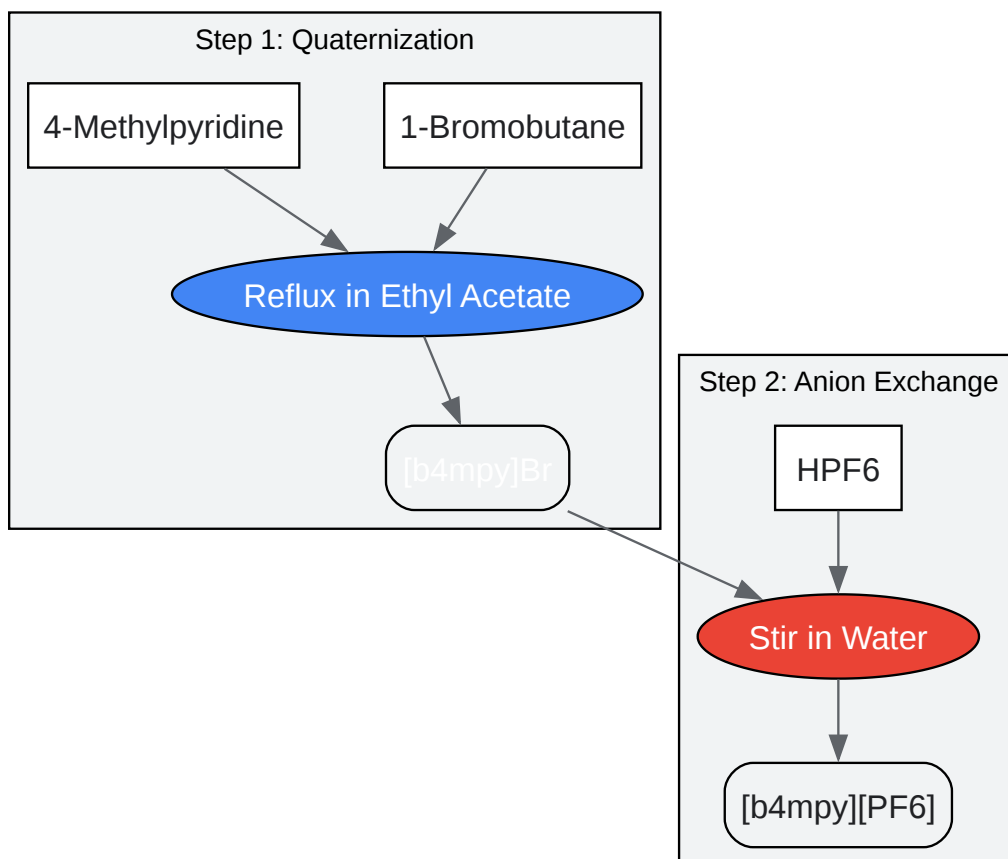 Step 1: Quaternization
4-Methylpyridine
1-Bromobutane
Reflux in Ethyl Acetate
[b4mpy]Br
Step 2: Anion Exchange
HPF6
Stir in Water
[b4mpy][PF6]